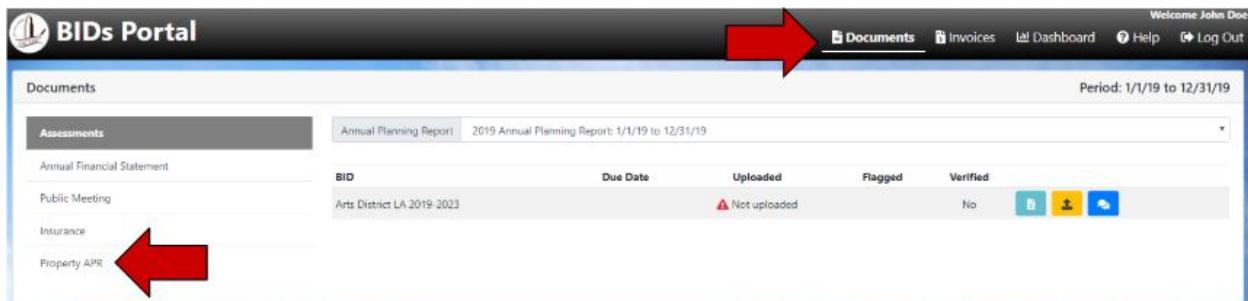 Welcome John Doe
BIDs Portal
Documents Invoices Dashboard Help Log Out
Documents Period: 1/1/19 to 12/31/19
Assessments
Annual Planning Report 2019 Annual Planning Report: 1/1/19 to 12/31/19
Annual Financial Statement
BID Due Date Uploaded Flagged Verified
Public Meeting
Arts District LA 2019-2023 Not uploaded No
Insurance
Property APR